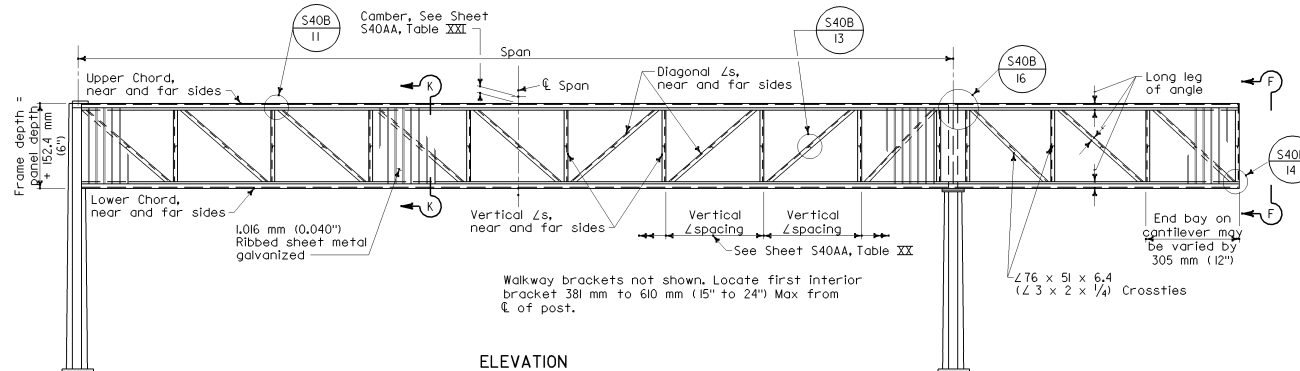 S40B
11
Camber, See Sheet
S40AA, Table XXI
S40B
13
Span
S40B
16
Upper Chord,
near and far sides
K
℄ Span
Diagonal ∠s,
near and far sides
Long leg
of angle
F
Frame depth =
panel depth
+ 152.4 mm
(6")
S40B
14
Lower Chord,
near and far sides
K
Vertical ∠s,
near and far sides
Vertical
∠spacing
Vertical
∠spacing
F
1.016 mm (0.040")
Ribbed sheet metal
galvanized
See Sheet S40AA, Table XX
End bay on
cantilever may
be varied by
305 mm (12")
∠76 x 51 x 6.4
(∠ 3 x 2 x 1/4) Crossties
Walkway brackets not shown. Locate first interior
bracket 381 mm to 610 mm (15" to 24") Max from
℄ of post.
ELEVATION